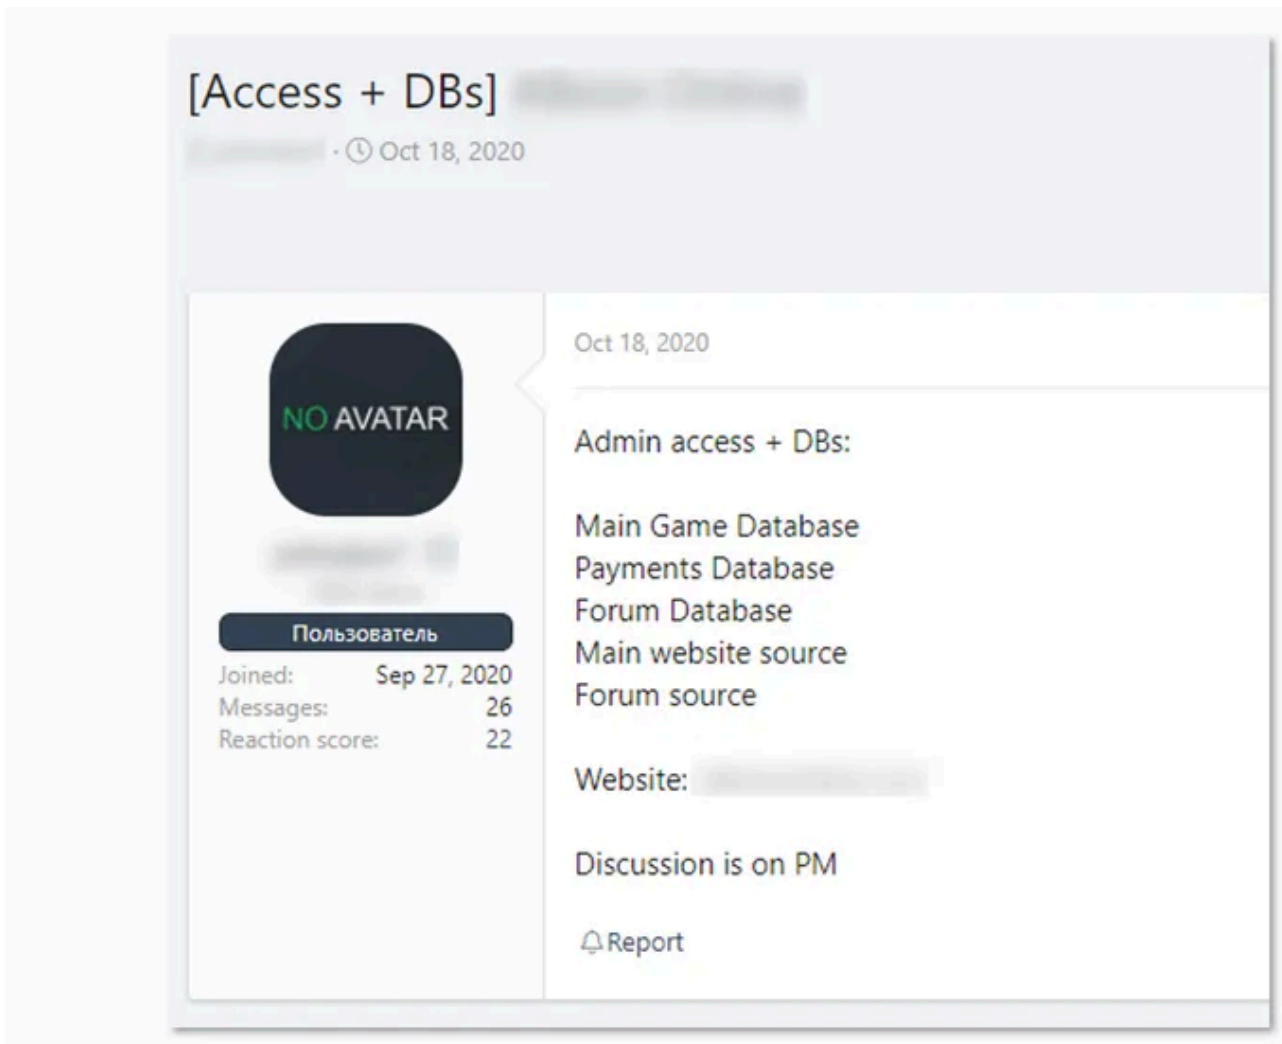 [Access + DBs]
· Oct 18, 2020
NO AVATAR
Пользователь
Joined: Sep 27, 2020
Messages: 26
Reaction score: 22
Oct 18, 2020
Admin access + DBs:
Main Game Database
Payments Database
Forum Database
Main website source
Forum source
Website:
Discussion is on PM
Report